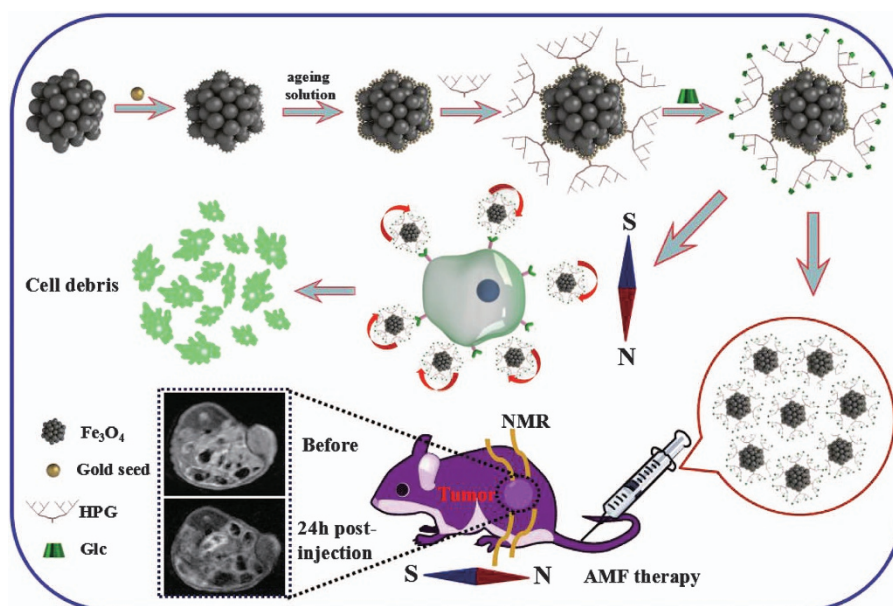 ageing
solution
S
N
Cell debris
Fe₃O₄
Gold seed
HPG
Glc
Before
24h post-
injection
NMR
Tumor
S
N
AMF therapy